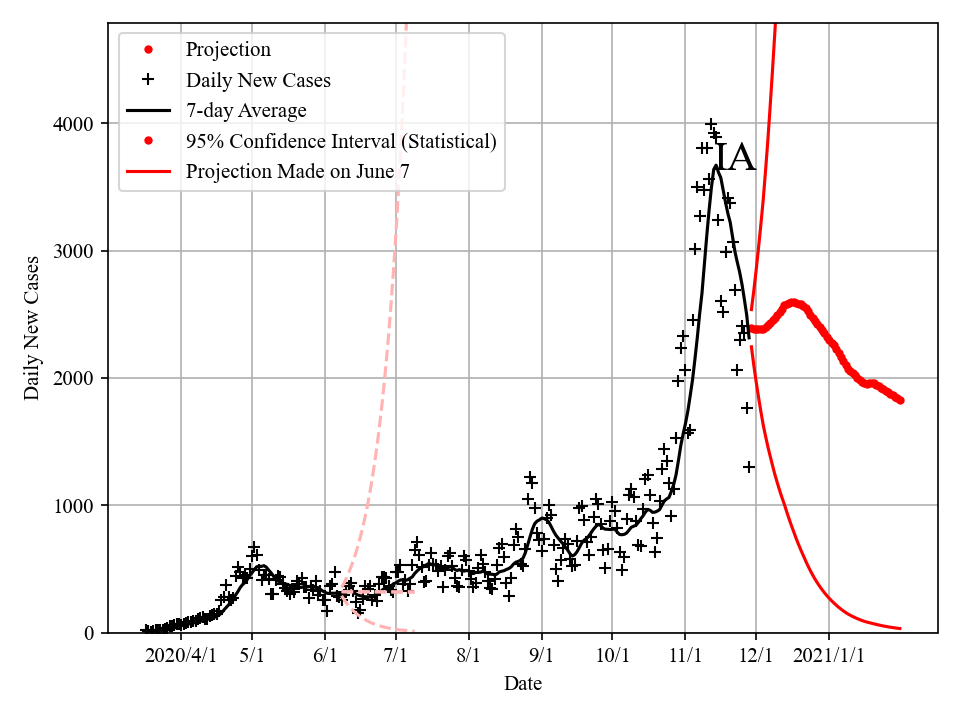 Projection
Daily New Cases
7-day Average
95% Confidence Interval (Statistical)
Projection Made on June 7
IA
4000
3000
2000
1000
0
Daily New Cases
2020/4/1 5/1 6/1 7/1 8/1 9/1 10/1 11/1 12/1 2021/1/1
Date